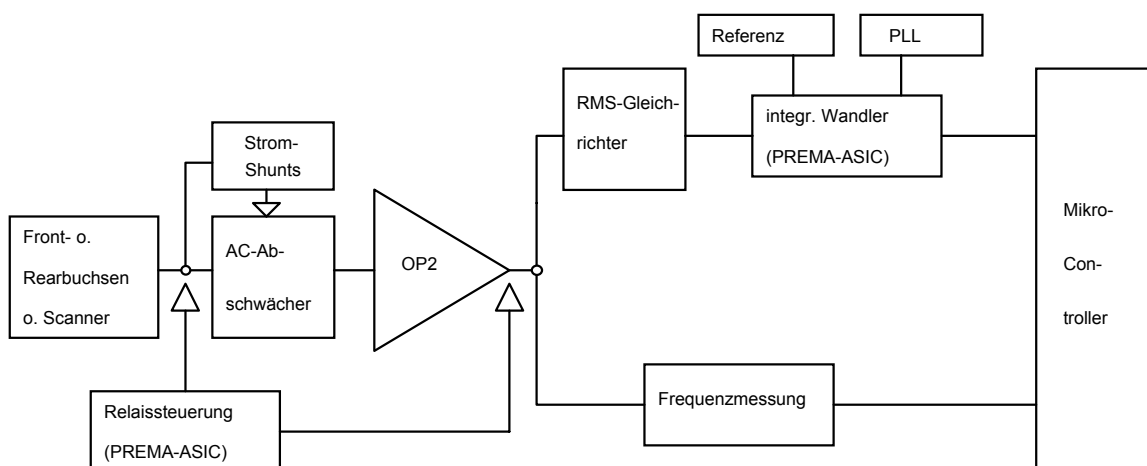 Referenz
PLL
RMS-Gleich-
richter
integr. Wandler
(PREMA-ASIC)
Strom-
Shunts
Front- o.
Rearbuchsen
o. Scanner
AC-Ab-
schwächer
OP2
Mikro-
Con-
troller
Relaissteuerung
(PREMA-ASIC)
Frequenzmessung